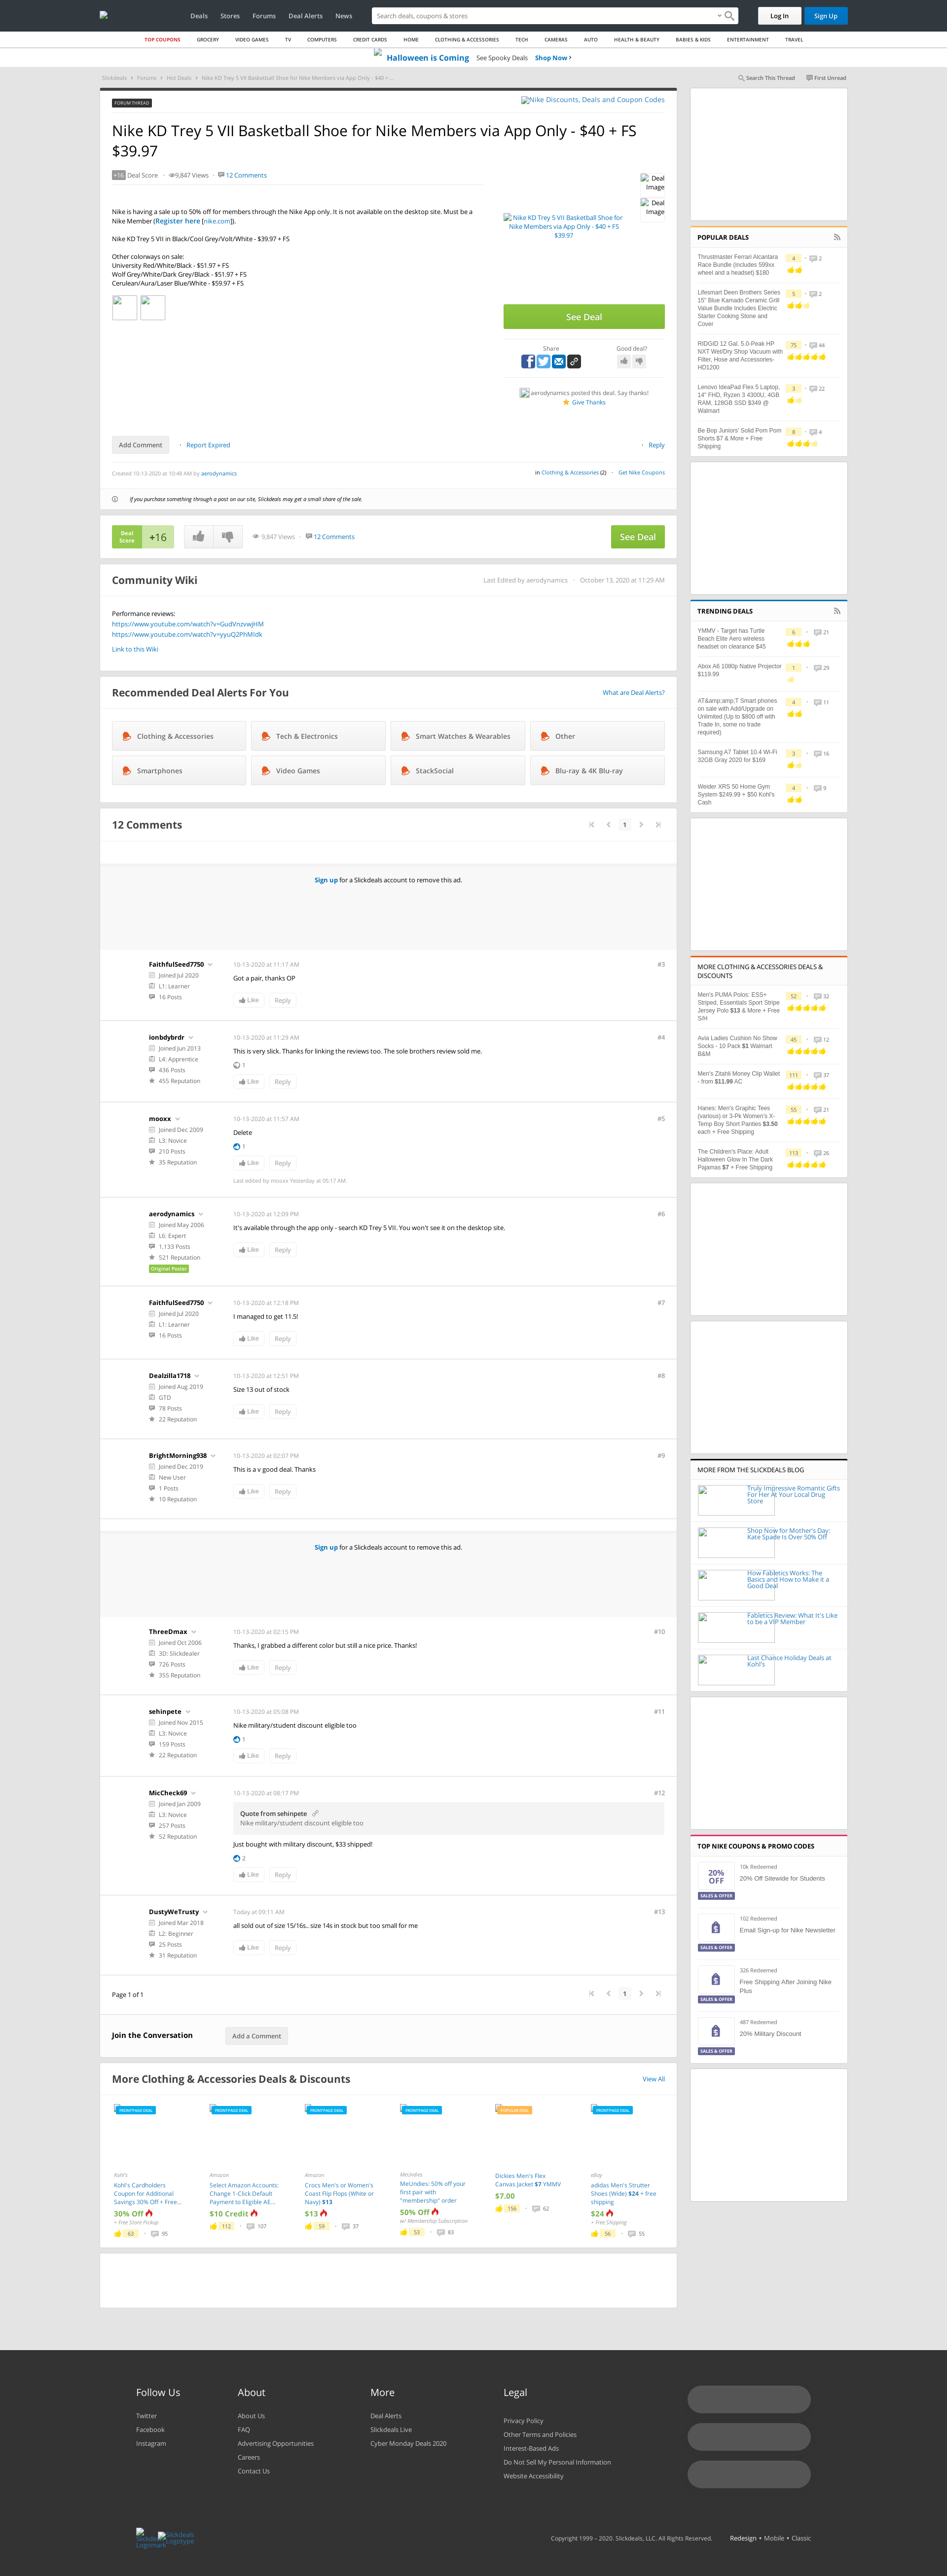 Deals Stores Forums Deal Alerts News
Search deals, coupons & stores
Log In Sign Up
TOP COUPONS GROCERY VIDEO GAMES TV COMPUTERS CREDIT CARDS HOME CLOTHING & ACCESSORIES TECH CAMERAS AUTO HEALTH & BEAUTY BABIES & KIDS ENTERTAINMENT TRAVEL
Halloween is Coming See Spooky Deals Shop Now ›
Slickdeals › Forums › Hot Deals › Nike KD Trey 5 VII Basketball Shoe for Nike Members via App Only - $40 + ...
Search This Thread First Unread
FORUM THREAD
Nike Discounts, Deals and Coupon Codes
Nike KD Trey 5 VII Basketball Shoe for Nike Members via App Only - $40 + FS
$39.97
+16 Deal Score 9,847 Views 12 Comments
Nike is having a sale up to 50% off for members through the Nike App only. It is not available on the desktop site. Must be a
Nike Member (Register here [nike.com]).
Nike KD Trey 5 VII in Black/Cool Grey/Volt/White - $39.97 + FS
Other colorways on sale:
University Red/White/Black - $51.97 + FS
Wolf Grey/White/Dark Grey/Black - $51.97 + FS
Cerulean/Aura/Laser Blue/White - $59.97 + FS
Nike KD Trey 5 VII Basketball Shoe for
Nike Members via App Only - $40 + FS
$39.97
Deal
Image
Deal
Image
See Deal
Share
Good deal?
aerodynamics posted this deal. Say thanks!
Give Thanks
Add Comment Report Expired Reply
Created 10-13-2020 at 10:48 AM by aerodynamics
in Clothing & Accessories (2) Get Nike Coupons
If you purchase something through a post on our site, Slickdeals may get a small share of the sale.
Deal
Score
+16
9,847 Views 12 Comments
See Deal
Community Wiki
Last Edited by aerodynamics October 13, 2020 at 11:29 AM
Performance reviews:
https://www.youtube.com/watch?v=GudVnzvwjHM
https://www.youtube.com/watch?v=yyuQ2PhMldk
Link to this Wiki
Recommended Deal Alerts For You
What are Deal Alerts?
Clothing & Accessories Tech & Electronics Smart Watches & Wearables Other
Smartphones Video Games StackSocial Blu-ray & 4K Blu-ray
12 Comments
1
Sign up for a Slickdeals account to remove this ad.
FaithfulSeed7750
Joined Jul 2020
L1: Learner
16 Posts
10-13-2020 at 11:17 AM
#3
Got a pair, thanks OP
Like Reply
ionbdybrdr
Joined Jun 2013
L4: Apprentice
436 Posts
455 Reputation
10-13-2020 at 11:29 AM
#4
This is very slick. Thanks for linking the reviews too. The sole brothers review sold me.
1
Like Reply
mooxx
Joined Dec 2009
L3: Novice
210 Posts
35 Reputation
10-13-2020 at 11:57 AM
#5
Delete
1
Like Reply
Last edited by mooxx Yesterday at 05:17 AM.
aerodynamics
Joined May 2006
L6: Expert
1,133 Posts
521 Reputation
Original Poster
10-13-2020 at 12:09 PM
#6
It's available through the app only - search KD Trey 5 VII. You won't see it on the desktop site.
Like Reply
FaithfulSeed7750
Joined Jul 2020
L1: Learner
16 Posts
10-13-2020 at 12:18 PM
#7
I managed to get 11.5!
Like Reply
Dealzilla1718
Joined Aug 2019
GTD
78 Posts
22 Reputation
10-13-2020 at 12:51 PM
#8
Size 13 out of stock
Like Reply
BrightMorning938
Joined Dec 2019
New User
1 Posts
10 Reputation
10-13-2020 at 02:07 PM
#9
This is a v good deal. Thanks
Like Reply
Sign up for a Slickdeals account to remove this ad.
ThreeDmax
Joined Oct 2006
3D: Slickdealer
726 Posts
355 Reputation
10-13-2020 at 02:15 PM
#10
Thanks, I grabbed a different color but still a nice price. Thanks!
Like Reply
sehinpete
Joined Nov 2015
L3: Novice
159 Posts
22 Reputation
10-13-2020 at 05:08 PM
#11
Nike military/student discount eligible too
1
Like Reply
MicCheck69
Joined Jan 2009
L3: Novice
257 Posts
52 Reputation
10-13-2020 at 08:17 PM
#12
Quote from sehinpete
Nike military/student discount eligible too
Just bought with military discount, $33 shipped!
2
Like Reply
DustyWeTrusty
Joined Mar 2018
L2: Beginner
25 Posts
31 Reputation
Today at 09:11 AM
#13
all sold out of size 15/16s.. size 14s in stock but too small for me
Like Reply
Page 1 of 1
1
Join the Conversation Add a Comment
More Clothing & Accessories Deals & Discounts
View All
FRONTPAGE DEAL
Kohl's
Kohl's Cardholders
Coupon for Additional
Savings 30% Off + Free...
30% Off
+ Free Store Pickup
63 95
FRONTPAGE DEAL
Amazon
Select Amazon Accounts:
Change 1-Click Default
Payment to Eligible AE...
$10 Credit
112 107
FRONTPAGE DEAL
Amazon
Crocs Men's or Women's
Coast Flip Flops (White or
Navy) $13
$13
59 37
FRONTPAGE DEAL
MeUndies
MeUndies: 50% off your
first pair with
"membership" order
50% Off
w/ Membership Subscription
53 83
POPULAR DEAL
Dickies Men's Flex
Canvas Jacket $7 YMMV
$7.00
156 62
FRONTPAGE DEAL
eBay
adidas Men's Strutter
Shoes (Wide) $24 + free
shipping
$24
+ Free Shipping
56 55
POPULAR DEALS
Thrustmaster Ferrari Alcantara
Race Bundle (includes 599xx
wheel and a headset) $180
4 2
Lifesmart Deen Brothers Series
15" Blue Kamado Ceramic Grill
Value Bundle Includes Electric
Starter Cooking Stone and
Cover
5 2
RIDGID 12 Gal. 5.0-Peak HP
NXT Wet/Dry Shop Vacuum with
Filter, Hose and Accessories-
HD1200
75 44
Lenovo IdeaPad Flex 5 Laptop,
14" FHD, Ryzen 3 4300U, 4GB
RAM, 128GB SSD $349 @
Walmart
3 22
Be Bop Juniors' Solid Pom Pom
Shorts $7 & More + Free
Shipping
8 4
TRENDING DEALS
YMMV - Target has Turtle
Beach Elite Aero wireless
headset on clearance $45
6 21
Abox A6 1080p Native Projector
$119.99
1 29
AT&amp;amp;T Smart phones
on sale with Add/Upgrade on
Unlimited (Up to $800 off with
Trade In, some no trade
required)
4 11
Samsung A7 Tablet 10.4 Wi-Fi
32GB Gray 2020 for $169
3 16
Weider XRS 50 Home Gym
System $249.99 + $50 Kohl's
Cash
4 9
MORE CLOTHING & ACCESSORIES DEALS &
DISCOUNTS
Men's PUMA Polos: ESS+
Striped, Essentials Sport Stripe
Jersey Polo $13 & More + Free
S/H
52 32
Avia Ladies Cushion No Show
Socks - 10 Pack $1 Walmart
B&M
45 12
Men's Zitahli Money Clip Wallet
- from $11.99 AC
111 37
Hanes: Men's Graphic Tees
(various) or 3-Pk Women's X-
Temp Boy Short Panties $3.50
each + Free Shipping
55 21
The Children's Place: Adult
Halloween Glow In The Dark
Pajamas $7 + Free Shipping
113 26
MORE FROM THE SLICKDEALS BLOG
Truly Impressive Romantic Gifts
For Her At Your Local Drug
Store
Shop Now for Mother's Day:
Kate Spade Is Over 50% Off
How Fabletics Works: The
Basics and How to Make it a
Good Deal
Fabletics Review: What It's Like
to be a VIP Member
Last Chance Holiday Deals at
Kohl's
TOP NIKE COUPONS & PROMO CODES
20%
OFF
SALES & OFFER
10k Redeemed
20% Off Sitewide for Students
SALES & OFFER
102 Redeemed
Email Sign-up for Nike Newsletter
SALES & OFFER
326 Redeemed
Free Shipping After Joining Nike
Plus
SALES & OFFER
487 Redeemed
20% Military Discount
Follow Us
Twitter
Facebook
Instagram
About
About Us
FAQ
Advertising Opportunities
Careers
Contact Us
More
Deal Alerts
Slickdeals Live
Cyber Monday Deals 2020
Legal
Privacy Policy
Other Terms and Policies
Interest-Based Ads
Do Not Sell My Personal Information
Website Accessibility
Slickdeals
Logomark
Slickdeals
Logotype
Copyright 1999 – 2020. Slickdeals, LLC. All Rights Reserved. Redesign • Mobile • Classic